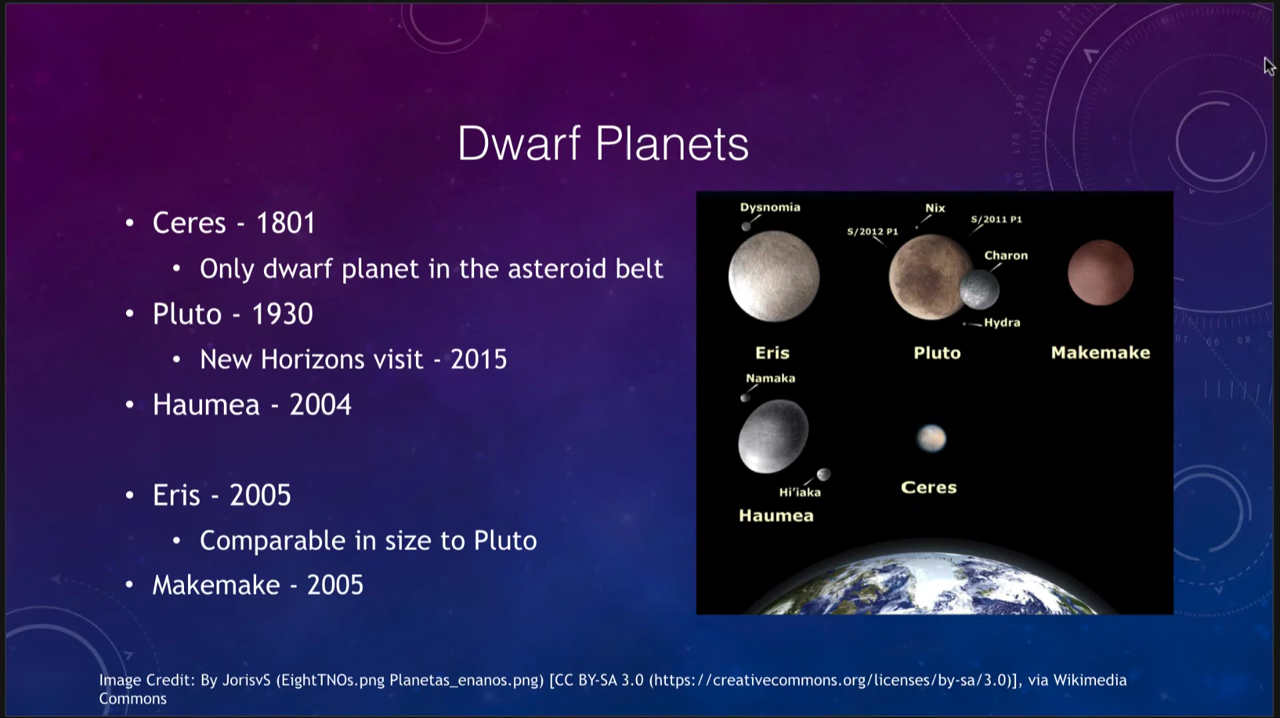 Dwarf Planets
• Ceres - 1801
• Only dwarf planet in the asteroid belt
• Pluto - 1930
• New Horizons visit - 2015
• Haumea - 2004
• Eris - 2005
• Comparable in size to Pluto
• Makemake - 2005
Dysnomia
Nix
S/2011 P1
S/2012 P1
Charon
Hydra
Eris
Pluto
Makemake
Namaka
Hi'iaka
Haumea
Ceres
Image Credit: By JorisvS (EightTNOs.png Planetas_enanos.png) [CC BY-SA 3.0 (https://creativecommons.org/licenses/by-sa/3.0)], via Wikimedia
Commons